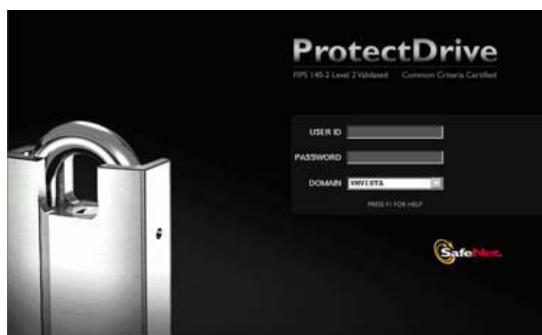 ProtectDrive
FIPS 140-2 Level 2 Validated Common Criteria Certified
USER ID
PASSWORD
DOMAIN VMVISTA
PRESS F1 FOR HELP
SafeNet.